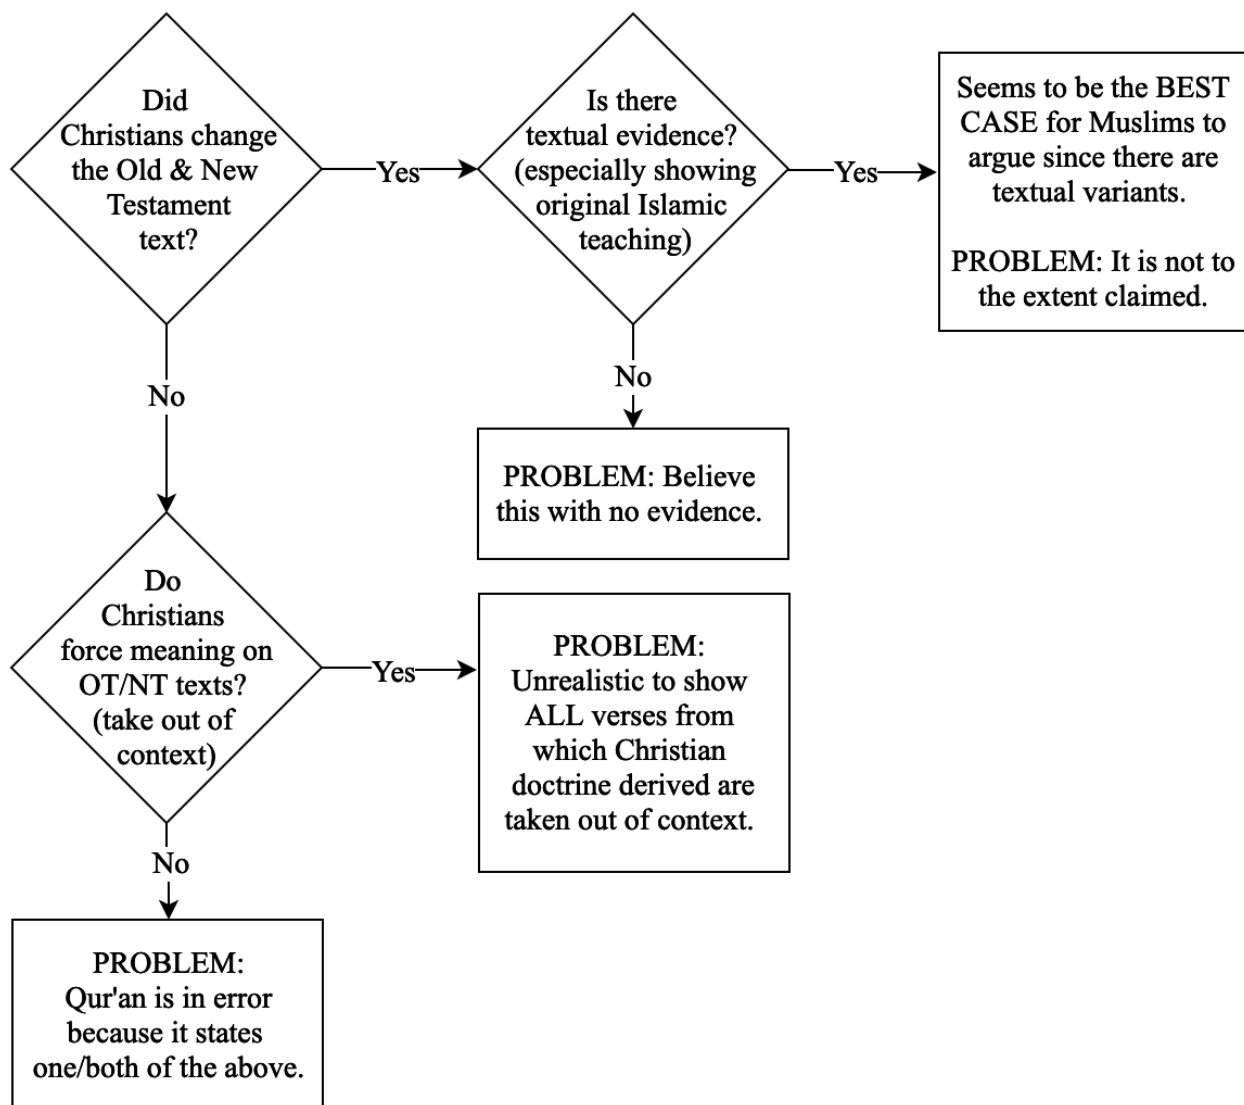 Did
Christians change
the Old & New
Testament
text?
Yes
Is there
textual evidence?
(especially showing
original Islamic
teaching)
Yes
Seems to be the BEST
CASE for Muslims to
argue since there are
textual variants.
PROBLEM: It is not to
the extent claimed.
No
No
PROBLEM: Believe
this with no evidence.
Do
Christians
force meaning on
OT/NT texts?
(take out of
context)
Yes
PROBLEM:
Unrealistic to show
ALL verses from
which Christian
doctrine derived are
taken out of context.
No
PROBLEM:
Qur'an is in error
because it states
one/both of the above.